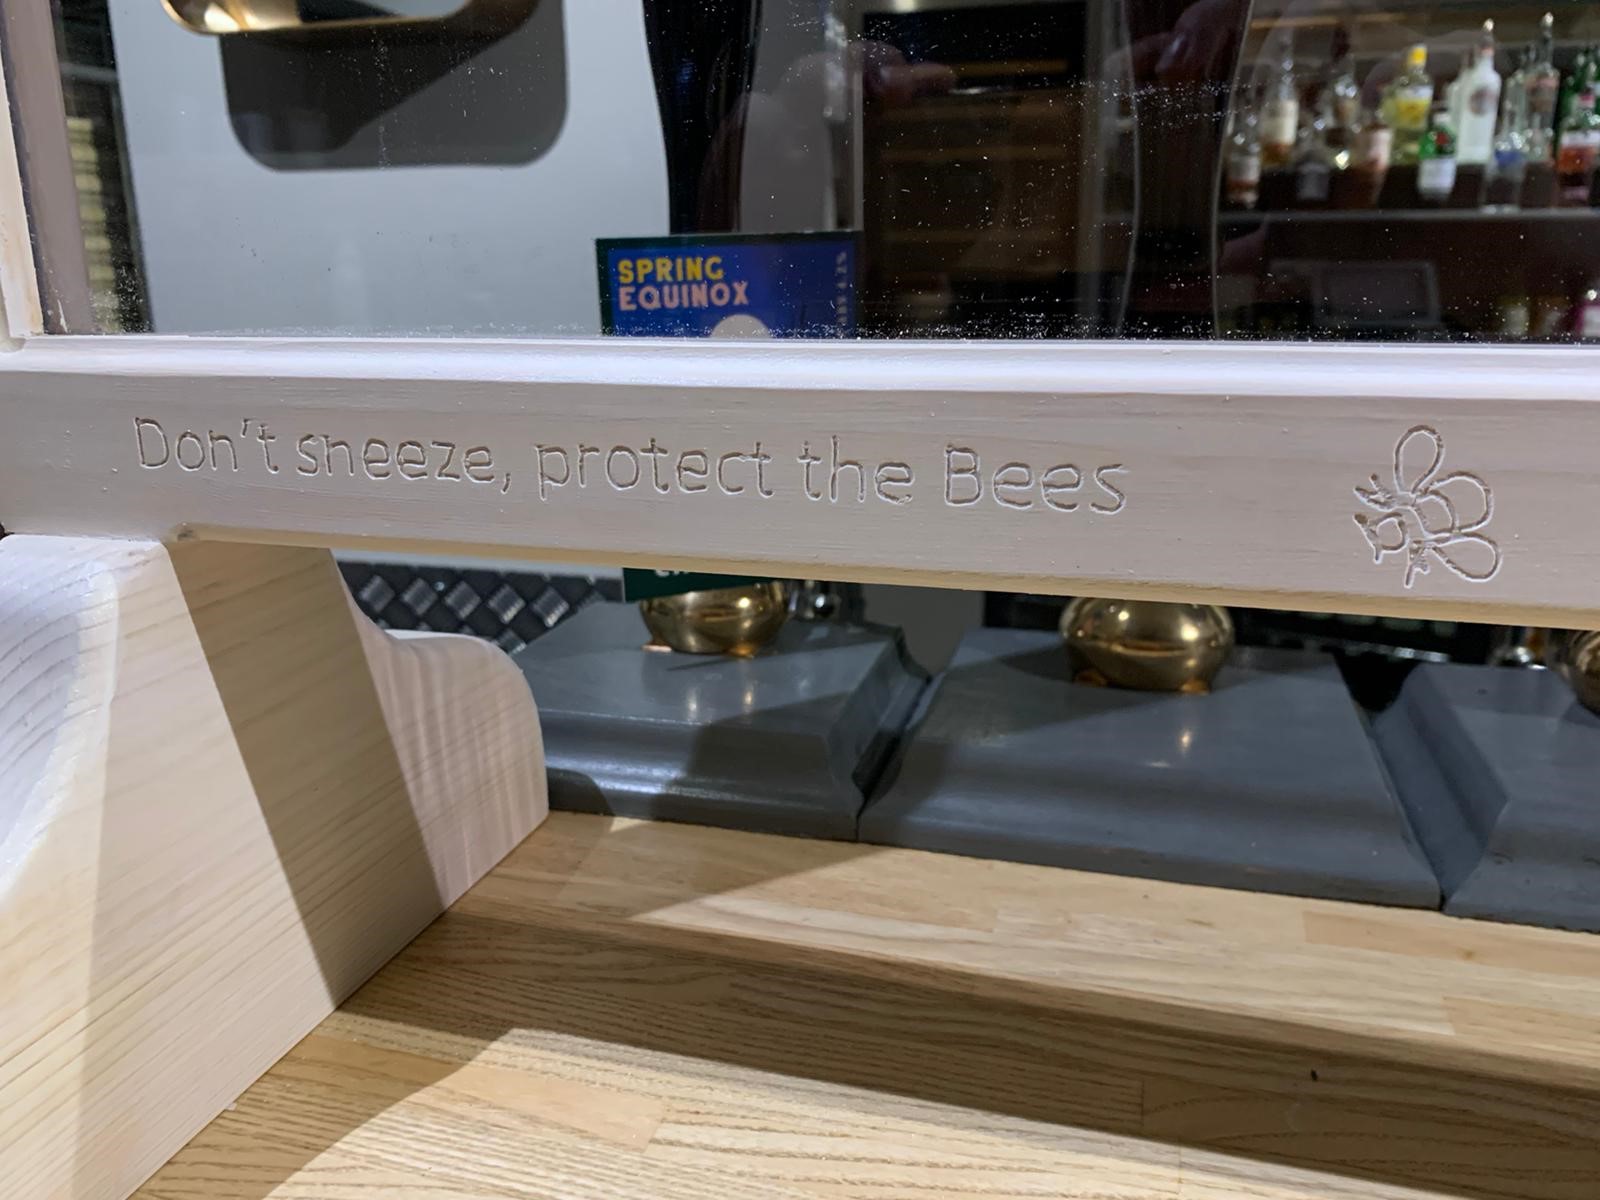 SPRING
EQUINOX
Don't sneeze, protect the Bees